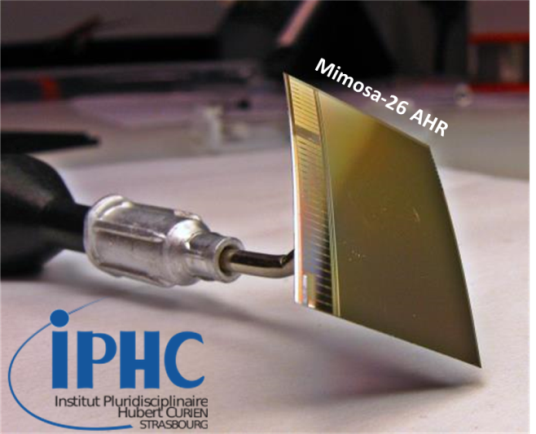 Mimosa-26 AHR
iPHC
Institut Pluridisciplinaire
Hubert CURIEN
STRASBOURG